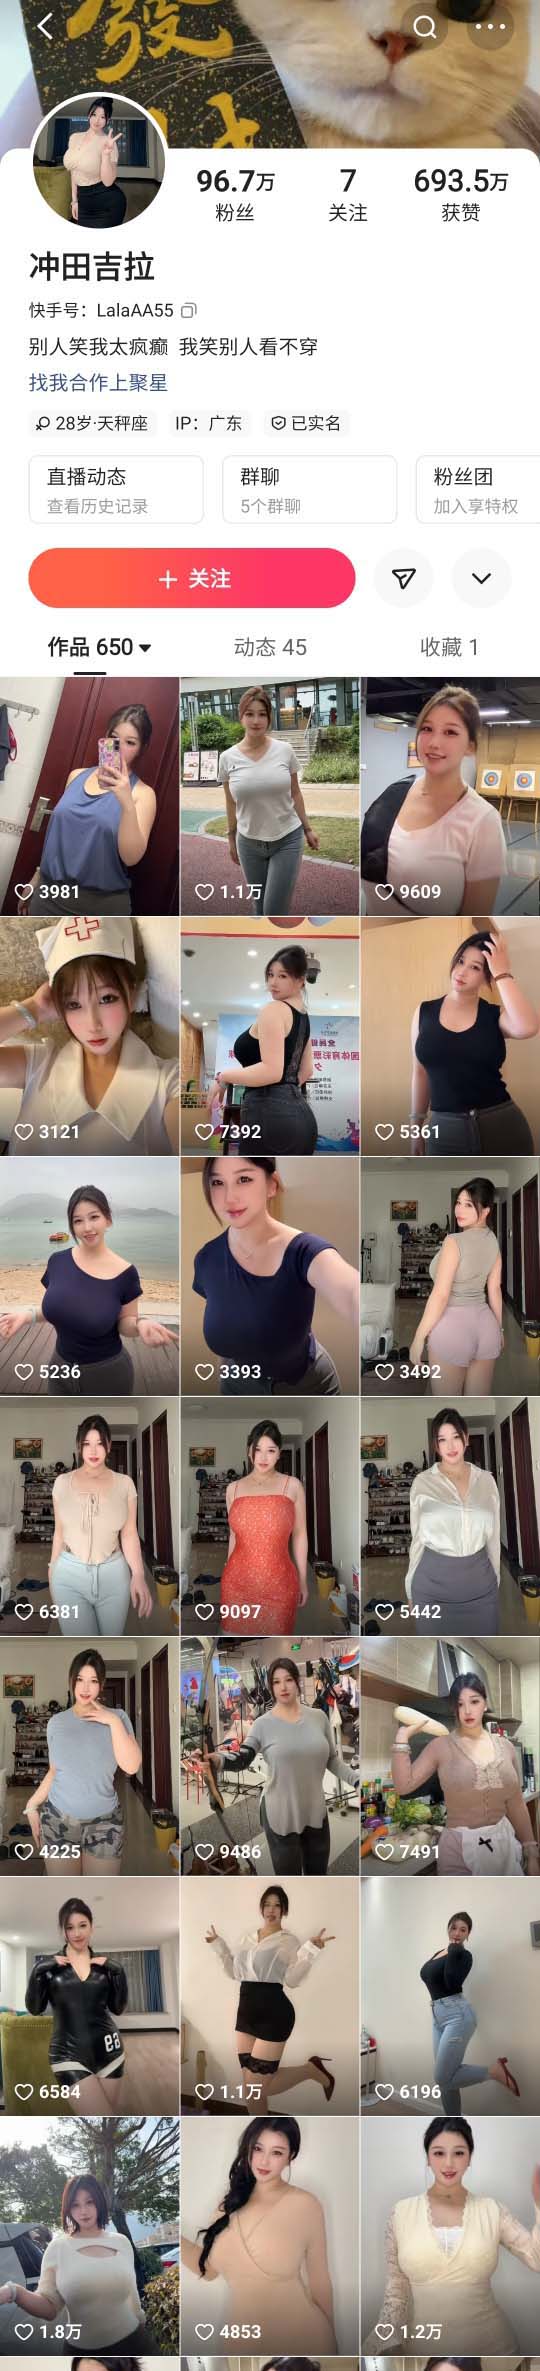 發
96.7万 7 693.5万
粉丝 关注 获赞
冲田吉拉
快手号：LalaAA55
别人笑我太疯癫 我笑别人看不穿
找我合作上聚星
28岁·天秤座 IP：广东 已实名
直播动态 群聊 粉丝团
查看历史记录 5个群聊 加入享特权
关注
作品 650 动态 45 收藏 1
3981 1.1万 9609
3121 7392 5361
5236 3393 3492
6381 9097 5442
4225 9486 7491
6584 1.1万 6196
1.8万 4853 1.2万